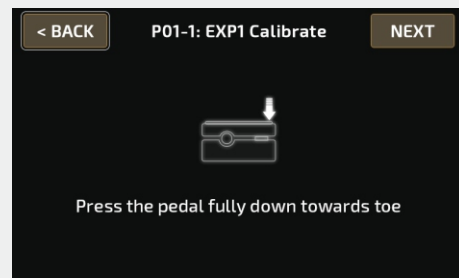 < BACK
P01-1: EXP1 Calibrate
NEXT
Press the pedal fully down towards toe